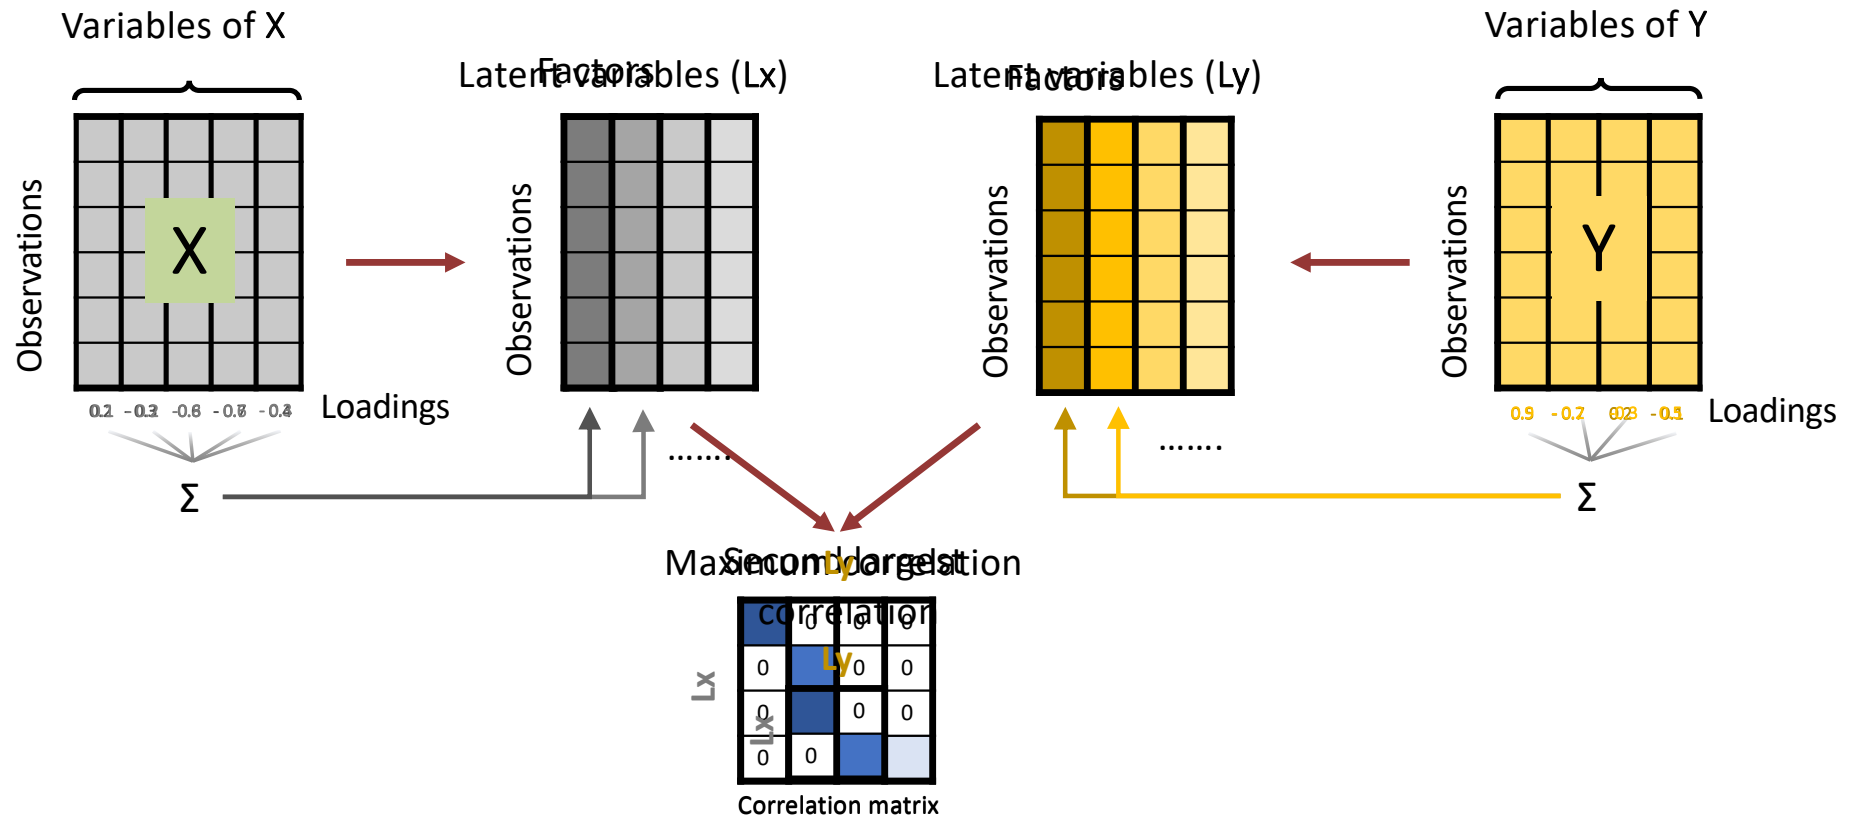 Variables of X
Variables of Y
Latent variables (Lx)
Factors
Latent variables (Ly)
Factors
Observations
X
Observations
Observations
Observations
Y
Loadings
Loadings
.......
.......
Σ
Σ
Maximum correlation
Second largest
correlation
Ly
0 0 0
Ly
0 0 0
Lx
0 0 0
Lx
0 0
Correlation matrix